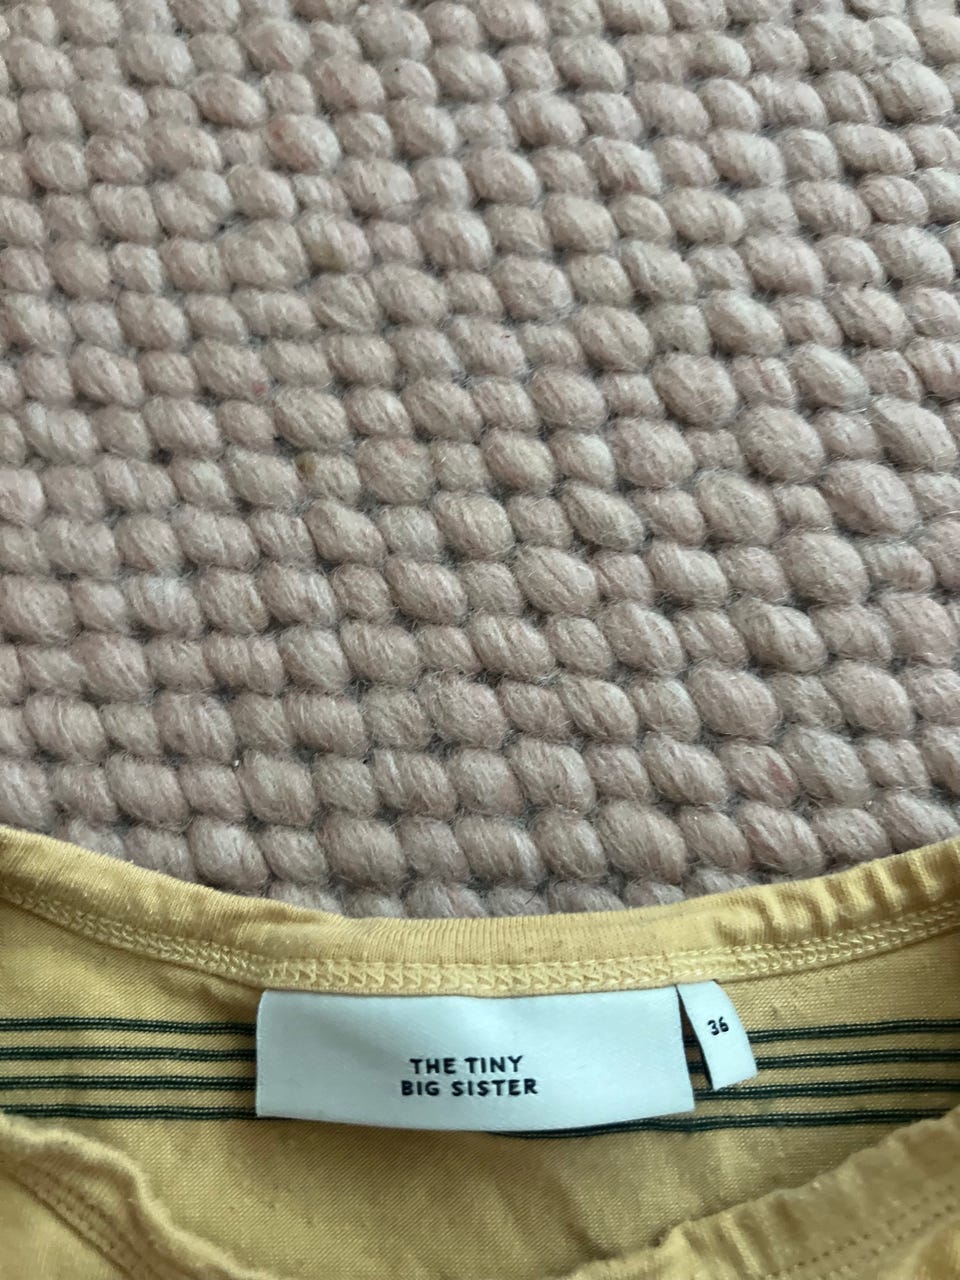 THE TINY
BIG SISTER
36